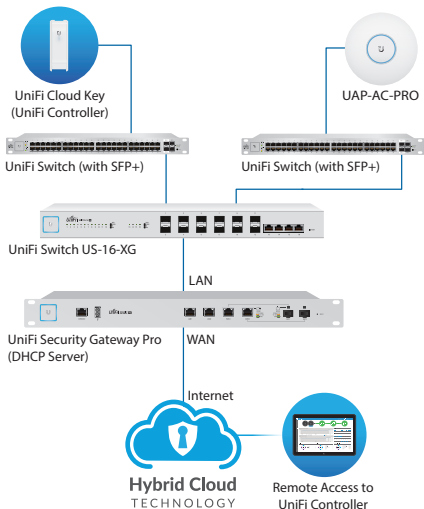 UniFi Cloud Key
(UniFi Controller)
UAP-AC-PRO
UniFi Switch (with SFP+)
UniFi Switch (with SFP+)
UniFi Switch US-16-XG
LAN
UniFi Security Gateway Pro
(DHCP Server)
WAN
Internet
Hybrid Cloud
TECHNOLOGY
Remote Access to
UniFi Controller